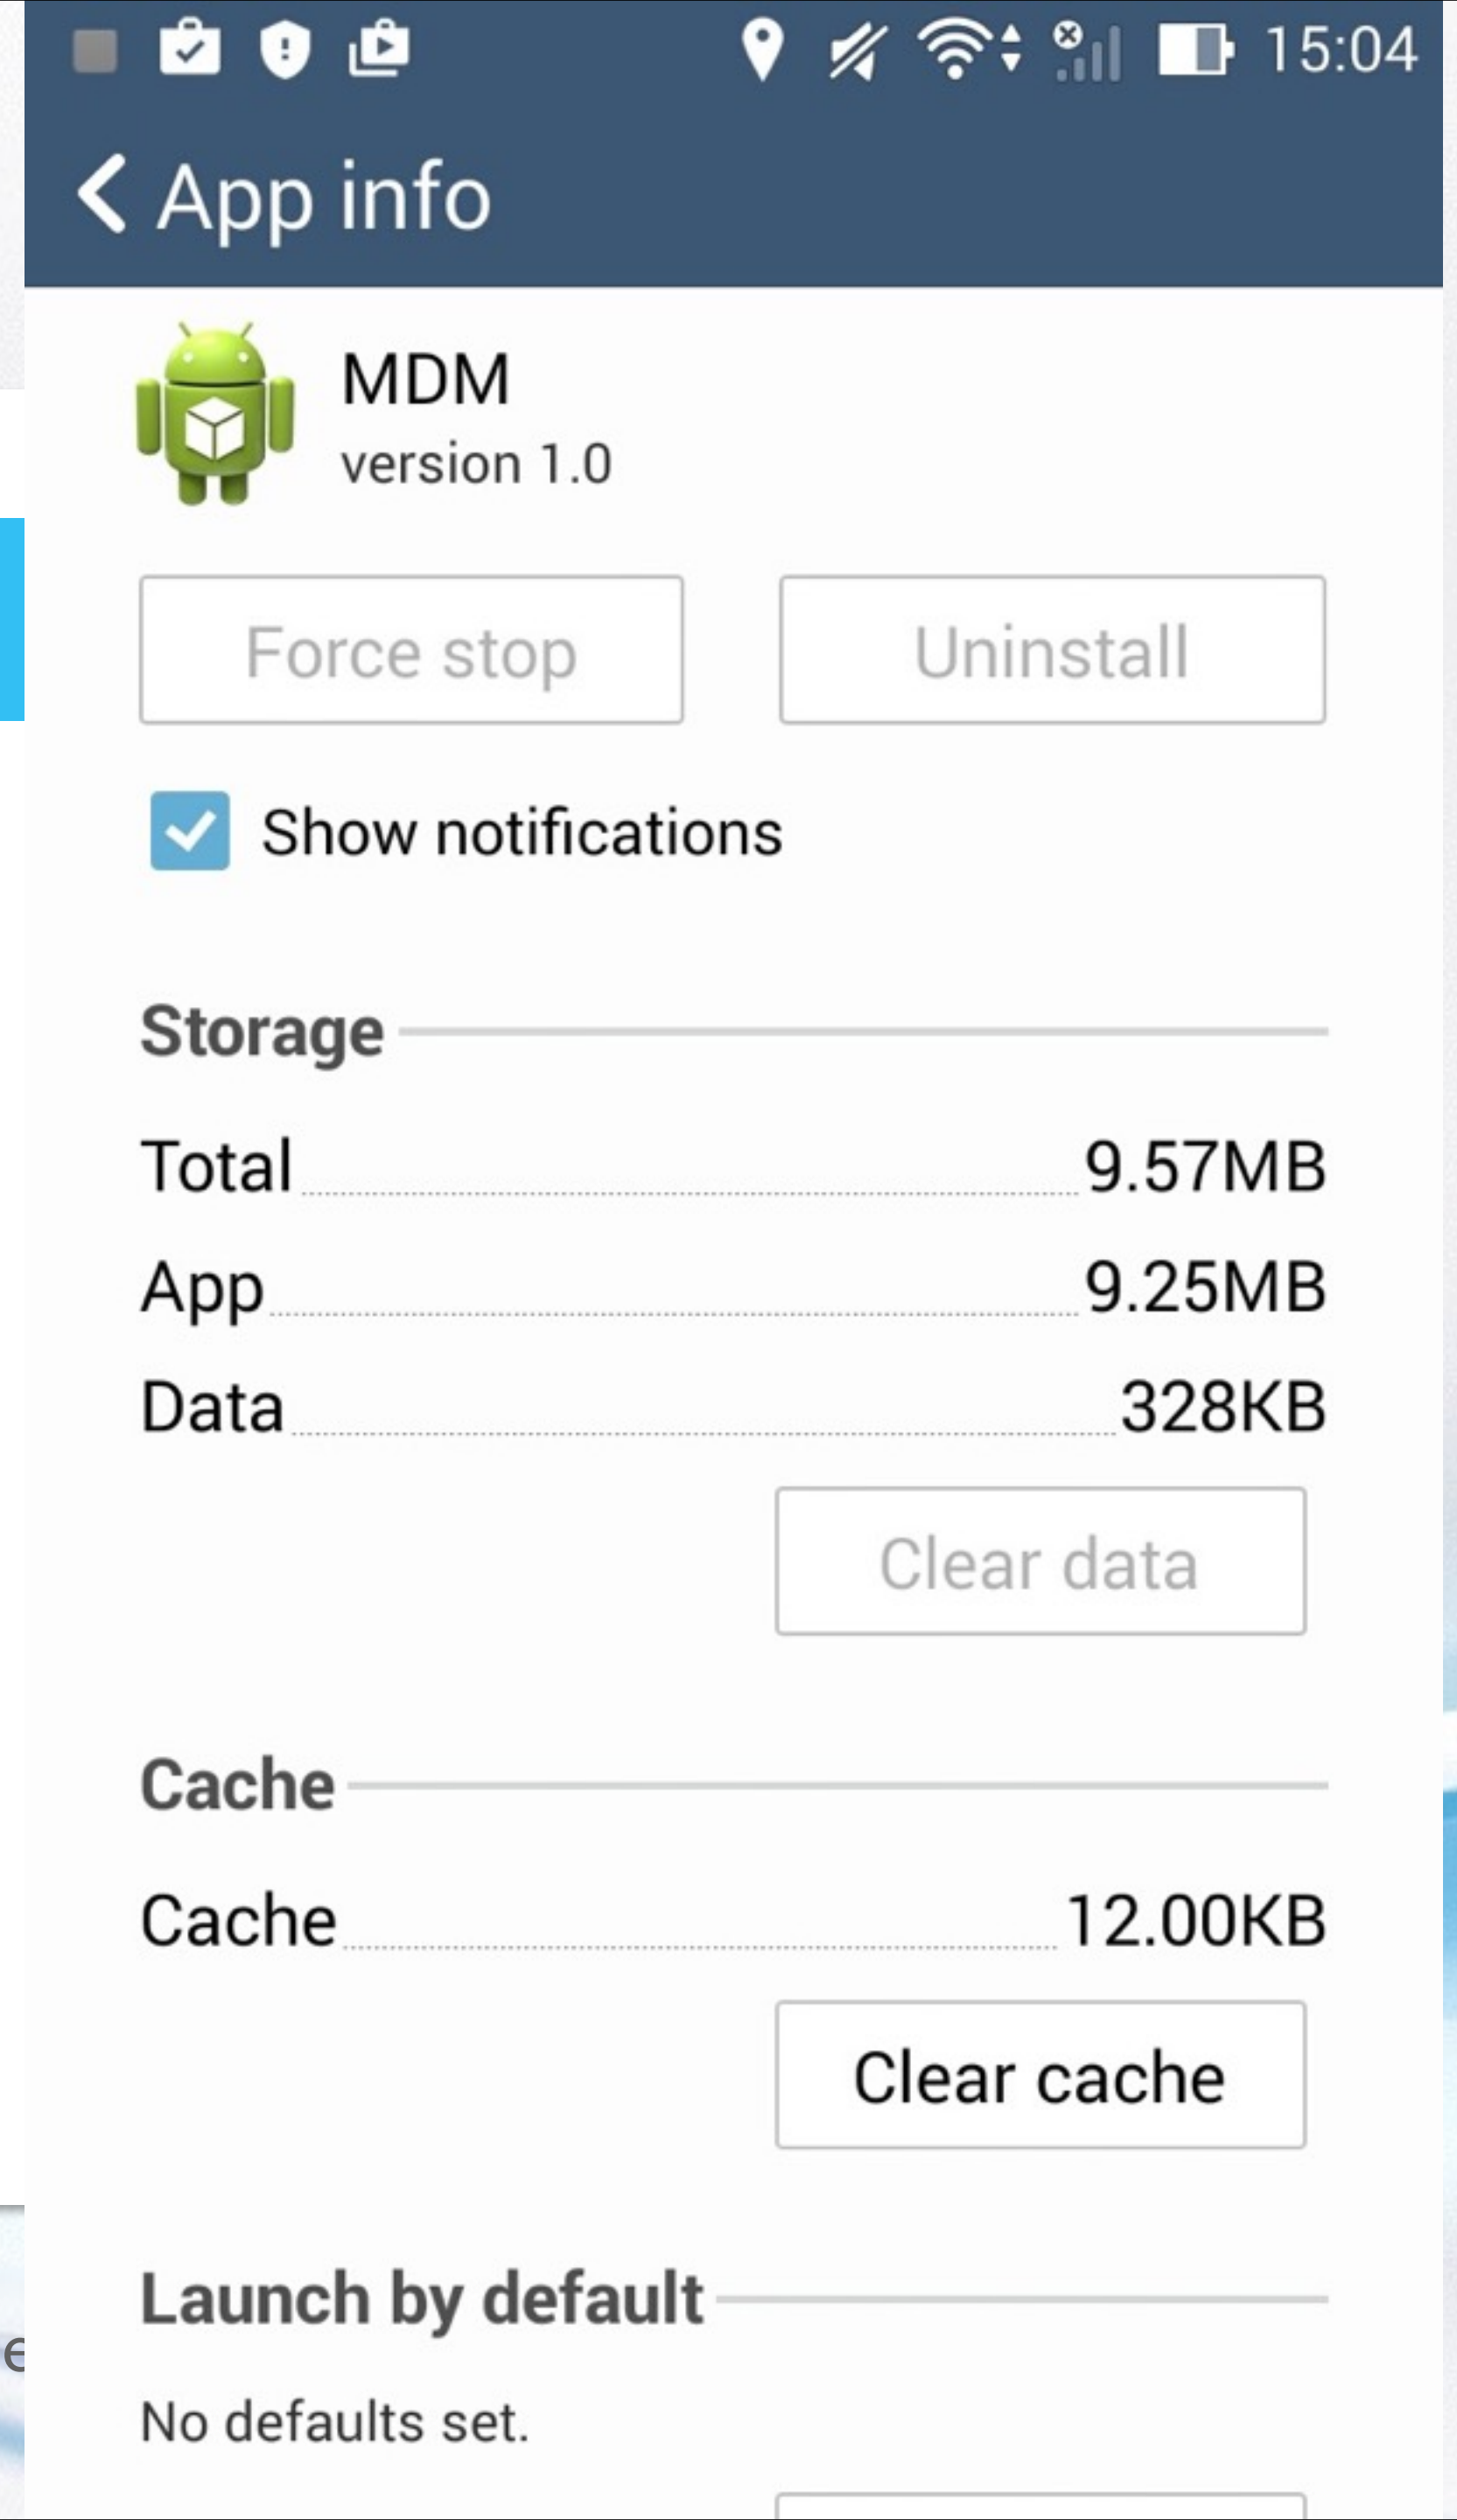 15:04
App info
MDM
version 1.0
Force stop Uninstall
Show notifications
Storage
Total 9.57MB
App 9.25MB
Data 328KB
Clear data
Cache
Cache 12.00KB
Clear cache
Launch by default
e
No defaults set.